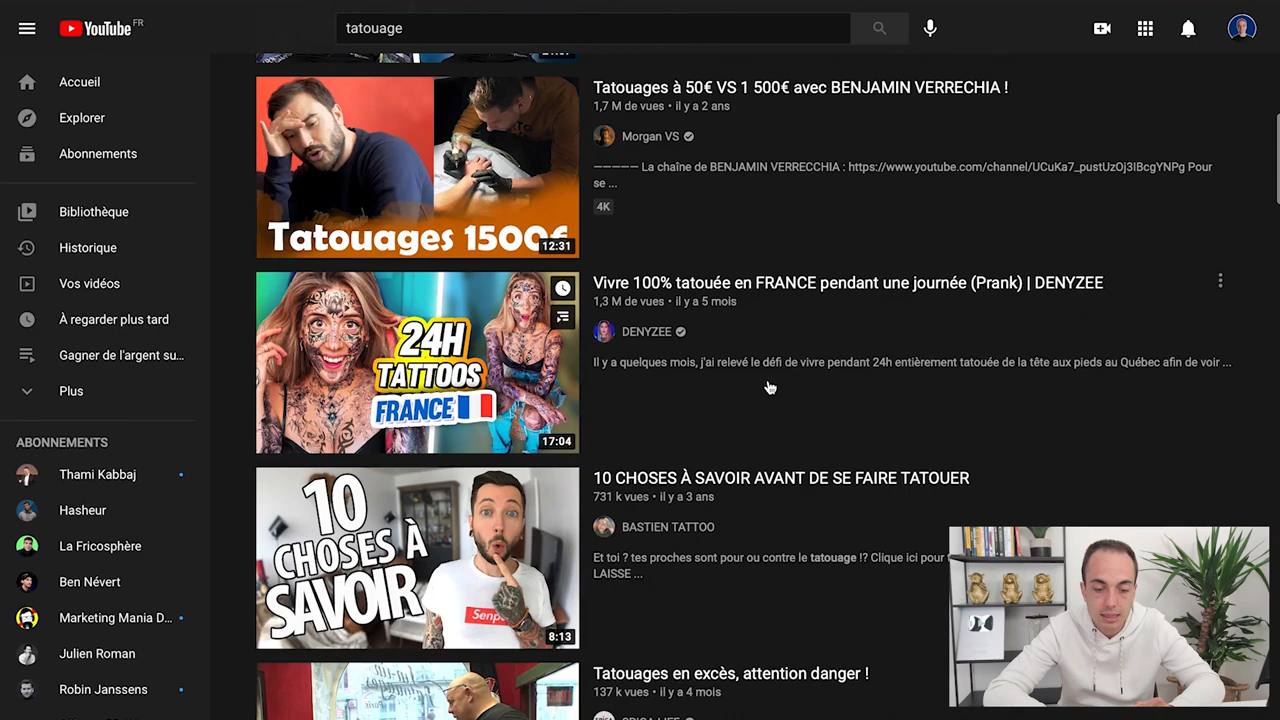 YouTube FR
tatouage
Accueil
Explorer
Abonnements
Bibliothèque
Historique
Vos vidéos
À regarder plus tard
Gagner de l'argent su...
Plus
ABONNEMENTS
Thami Kabbaj
Hasheur
La Fricosphère
Ben Névert
Marketing Mania D...
Julien Roman
Robin Janssens
Tatouages 1500€
12:31
Tatouages à 50€ VS 1 500€ avec BENJAMIN VERRECHIA !
1,7 M de vues • il y a 2 ans
Morgan VS
————— La chaîne de BENJAMIN VERRECCHIA : https://www.youtube.com/channel/UCuKa7_pustUzOj3IBcgYNPg Pour
se ...
4K
24H
TATTOOS
FRANCE
17:04
Vivre 100% tatouée en FRANCE pendant une journée (Prank) | DENYZEE
1,3 M de vues • il y a 5 mois
DENYZEE
Il y a quelques mois, j'ai relevé le défi de vivre pendant 24h entièrement tatouée de la tête aux pieds au Québec afin de voir ...
10
CHOSES À
SAVOIR
8:13
10 CHOSES À SAVOIR AVANT DE SE FAIRE TATOUER
731 k vues • il y a 3 ans
BASTIEN TATTOO
Et toi ? tes proches sont pour ou contre le tatouage !? Clique ici pour
LAISSE ...
Tatouages en excès, attention danger !
137 k vues • il y a 4 mois